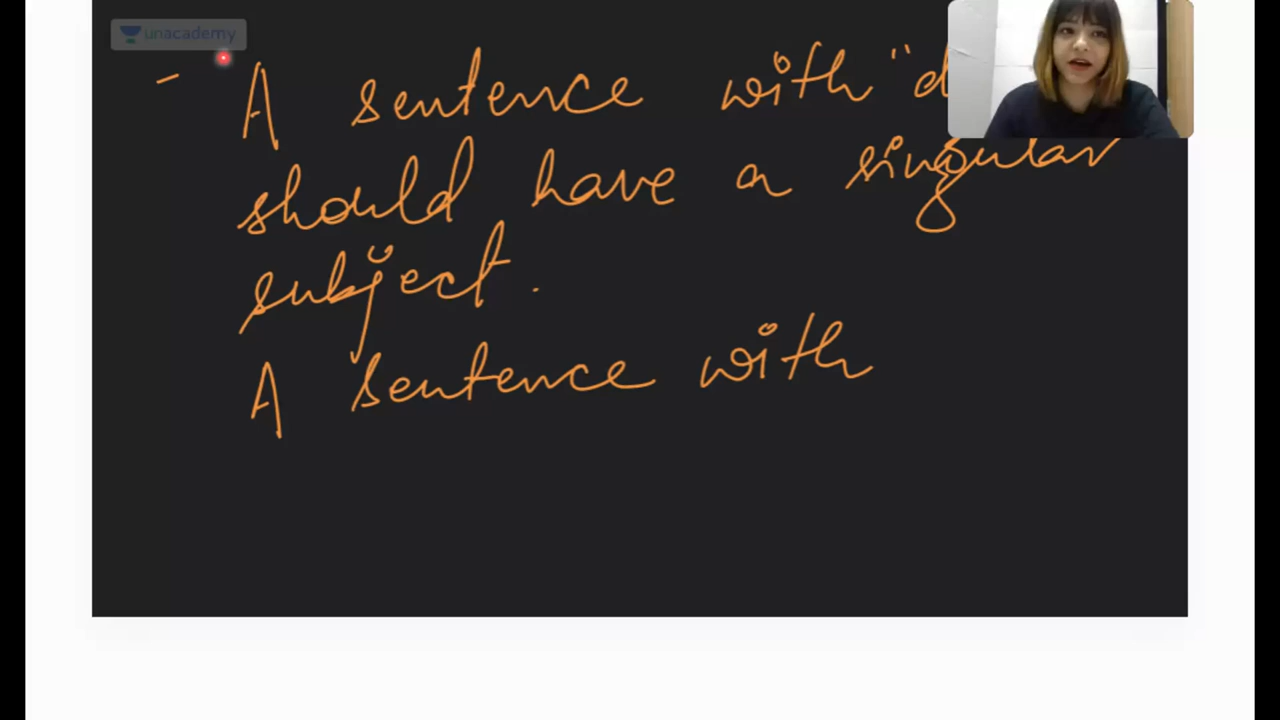 unacademy
- A sentence with "d
should have a singular
subject.
A sentence with